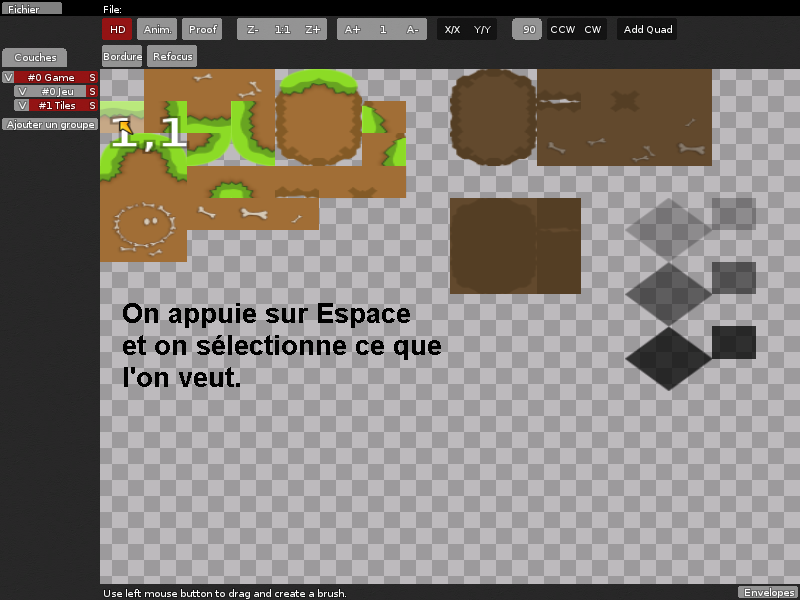 Fichier File:
HD Anim. Proof Z- 1:1 Z+ A+ 1 A- X/X Y/Y 90 CCW CW Add Quad
Couches Bordure Refocus
V #0 Game S
V #0 Jeu S
V #1 Tiles S
Ajouter un groupe
1,1
On appuie sur Espace
et on sélectionne ce que
l'on veut.
Use left mouse button to drag and create a brush. Envelopes